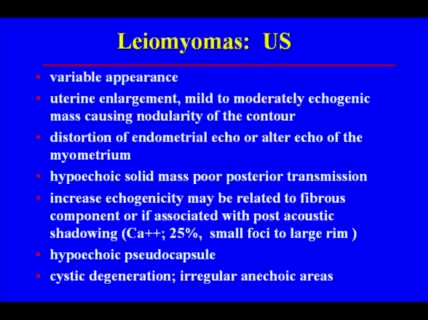 Leiomyomas: US
• variable appearance
• uterine enlargement, mild to moderately echogenic
mass causing nodularity of the contour
• distortion of endometrial echo or alter echo of the
myometrium
• hypoechoic solid mass poor posterior transmission
• increase echogenicity may be related to fibrous
component or if associated with post acoustic
shadowing (Ca++; 25%, small foci to large rim )
• hypoechoic pseudocapsule
• cystic degeneration; irregular anechoic areas